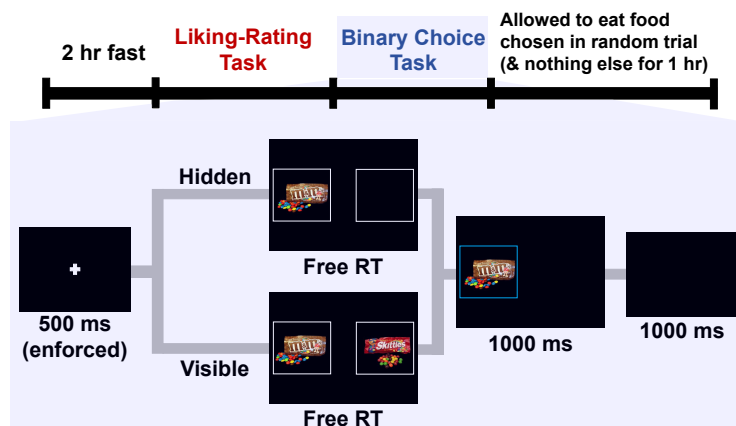 2 hr fast
Liking-Rating
Task
Binary Choice
Task
Allowed to eat food
chosen in random trial
(& nothing else for 1 hr)
Hidden
m&m's
Free RT
500 ms
(enforced)
Visible
m&m's
Skittles
Free RT
m&m's
1000 ms
1000 ms